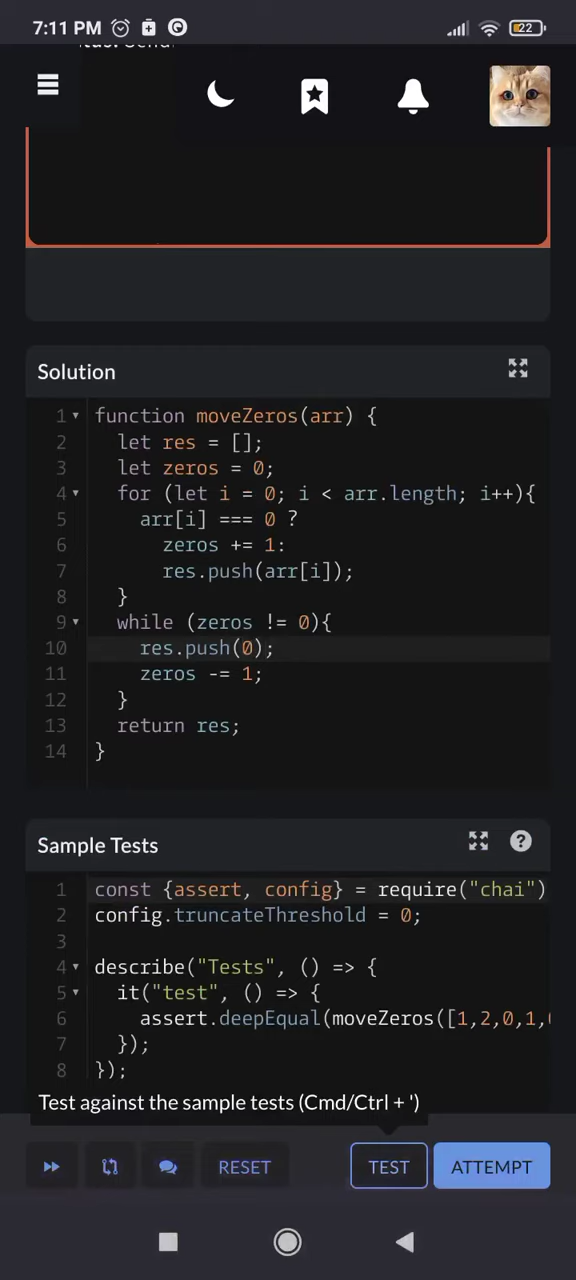 7:11 PM
22
Solution
1 function moveZeros(arr) {
2 let res = [];
3 let zeros = 0;
4 for (let i = 0; i < arr.length; i++){
5 arr[i] === 0 ?
6 zeros += 1:
7 res.push(arr[i]);
8 }
9 while (zeros != 0){
10 res.push(0);
11 zeros -= 1;
12 }
13 return res;
14 }
Sample Tests
1 const {assert, config} = require("chai")
2 config.truncateThreshold = 0;
3
4 describe("Tests", () => {
5 it("test", () => {
6 assert.deepEqual(moveZeros([1,2,0,1,
7 });
8 });
Test against the sample tests (Cmd/Ctrl + ')
RESET
TEST
ATTEMPT